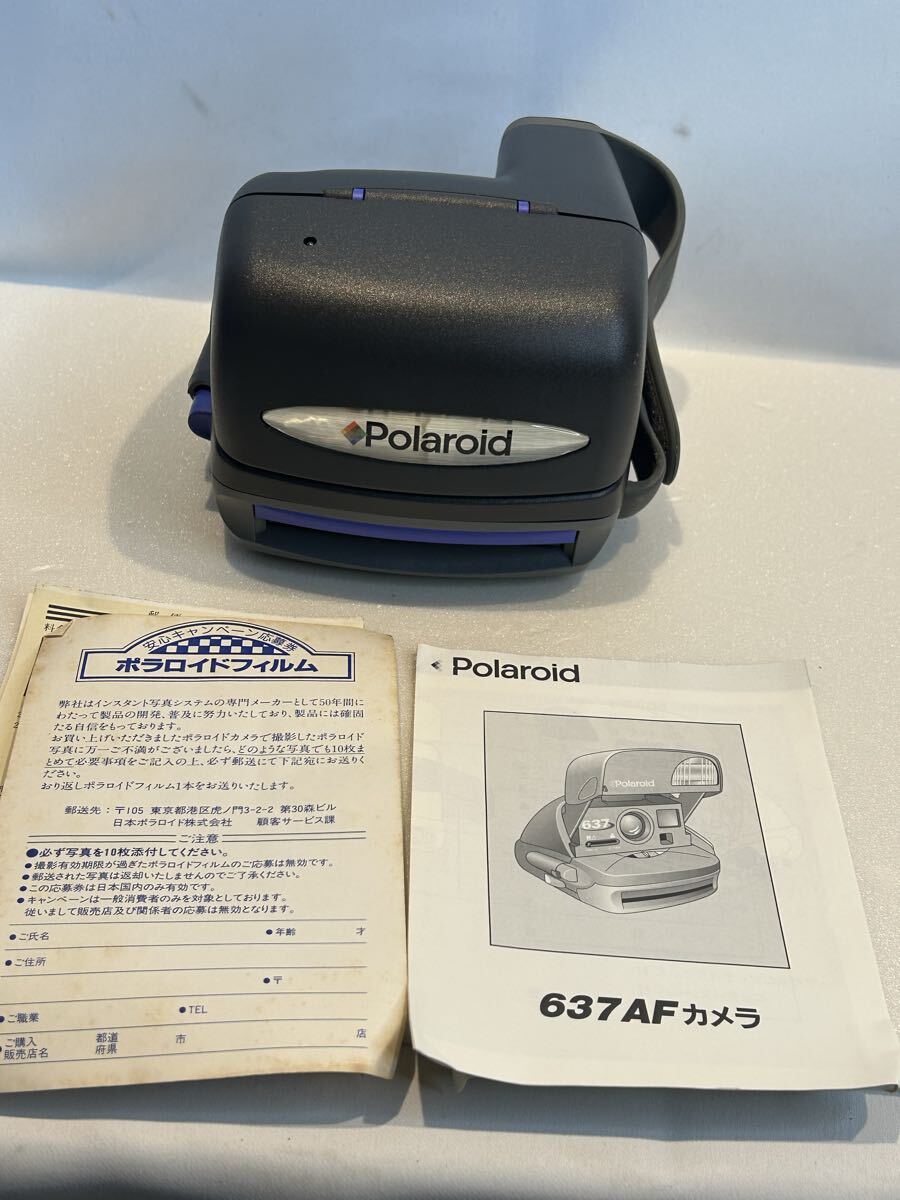 Polaroid
安心キャンペーン応募券
ポラロイドフィルム
弊社はインスタント写真システムの専門メーカーとして50年間に
わたって製品の開発、普及に努力いたしており、製品には確固
たる自信をもっております。
お買い上げいただきましたポラロイドカメラで撮影したポラロイド
写真に万一ご不満がございましたら、どのような写真でも10枚ま
とめて必要事項をご記入の上、必ず郵送にて下記宛にお送りく
ださい。
おり返しポラロイドフィルム1本をお送りいたします。
郵送先：〒105 東京都港区虎ノ門3-2-2 第30森ビル
日本ポラロイド株式会社 顧客サービス課
ご注意
●必ず写真を10枚添付してください。
●撮影有効期限が過ぎたポラロイドフィルムのご応募は無効です。
●郵送された写真は返却いたしませんのでご了承ください。
●この応募券は日本国内のみ有効です。
●キャンペーンは一般消費者のみを対象としております。
従いまして販売店及び関係者の応募は無効となります。
●ご氏名 ●年齢 才
●ご住所
●〒
●ご職業 ●TEL
●ご購入 都道 市 店
販売店名 府県
Polaroid
Polaroid
637
637AFカメラ